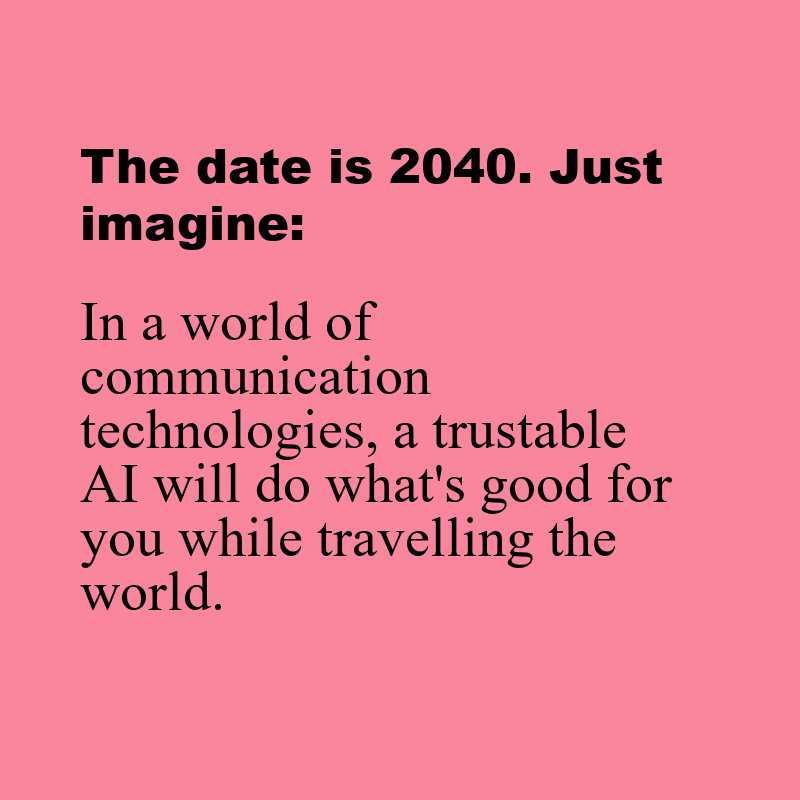 The date is 2040. Just
imagine:
In a world of
communication
technologies, a trustable
AI will do what's good for
you while travelling the
world.